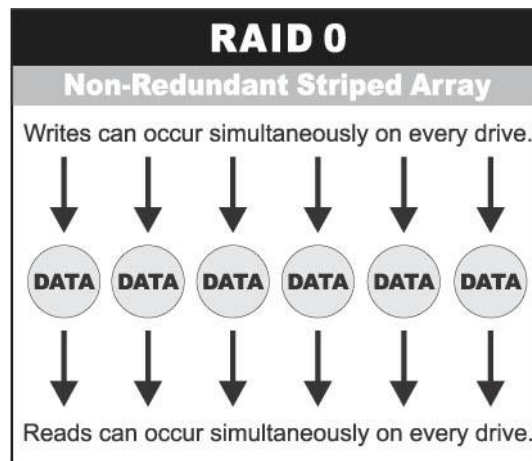 RAID 0
Non-Redundant Striped Array
Writes can occur simultaneously on every drive.
DATA DATA DATA DATA DATA DATA
Reads can occur simultaneously on every drive.